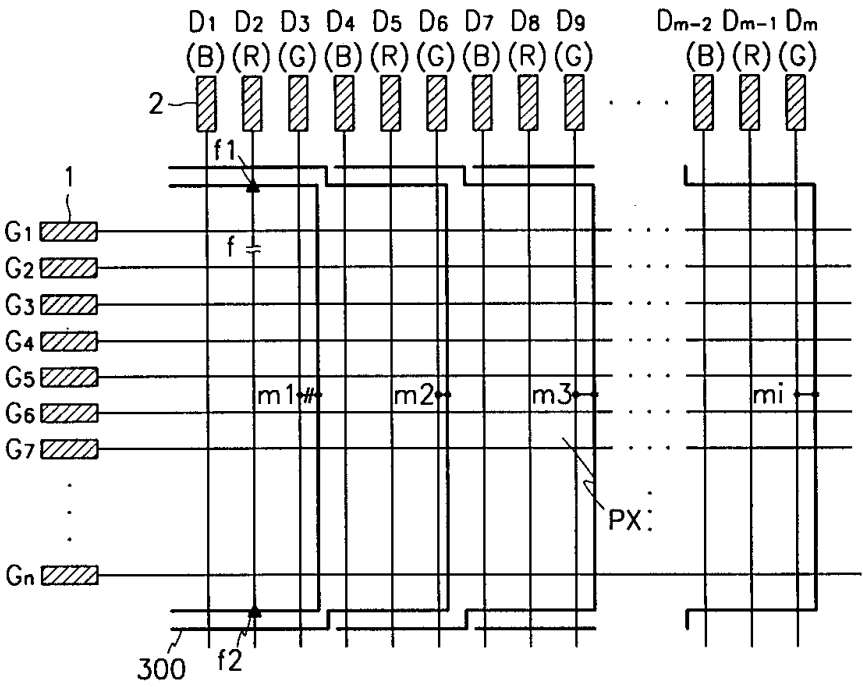 D1 D2 D3 D4 D5 D6 D7 D8 D9 Dm-2 Dm-1 Dm
(B) (R) (G) (B) (R) (G) (B) (R) (G) (B) (R) (G)
2
f1
1
G1
f
G2
G3
G4
G5
m1 m2 m3 mi
G6
G7
PX
Gn
300 f2